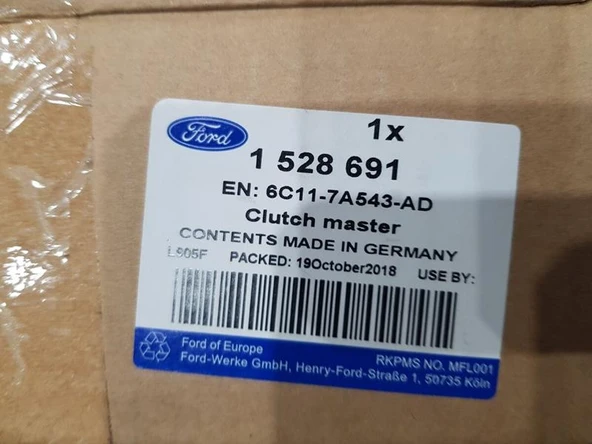 Ford
1x
1 528 691
EN: 6C11-7A543-AD
Clutch master
CONTENTS MADE IN GERMANY
L905F PACKED: 19October2018 USE BY:
Ford of Europe
RKPMS NO. MFL001
Ford-Werke GmbH, Henry-Ford-Straße 1, 50735 Köln